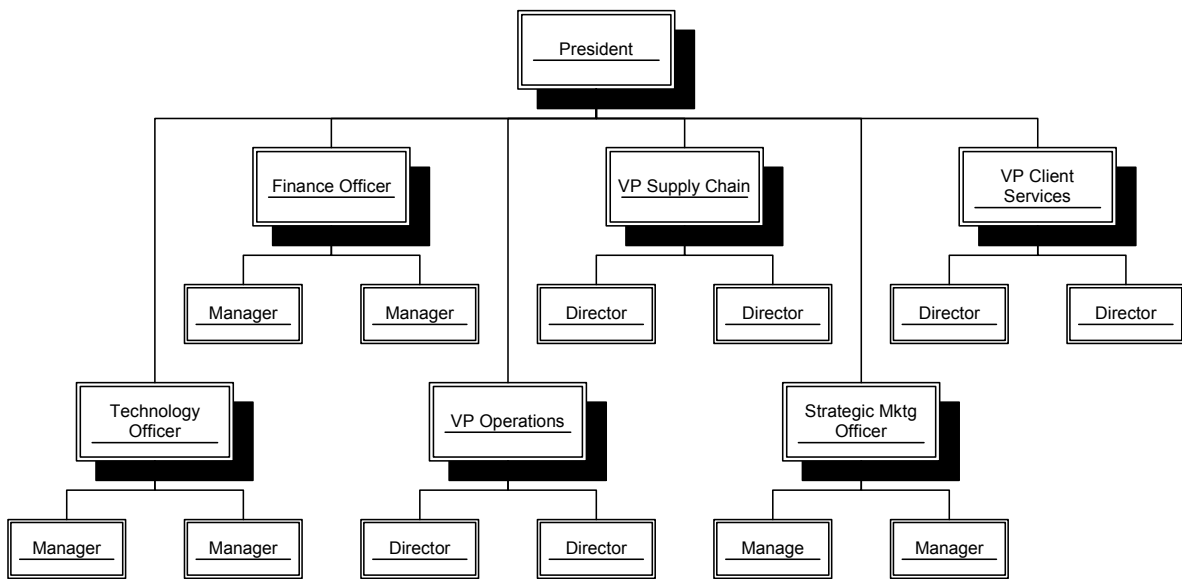 President
Finance Officer
VP Supply Chain
VP Client
Services
Manager
Manager
Director
Director
Director
Director
Technology
Officer
VP Operations
Strategic Mktg
Officer
Manager
Manager
Director
Director
Manage
Manager